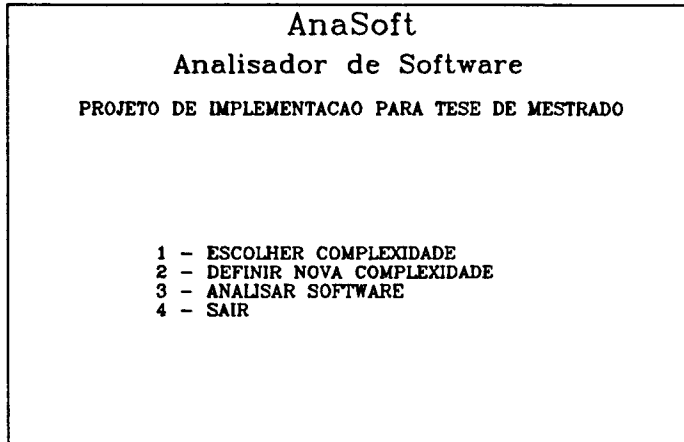 AnaSoft
Analisador de Software
PROJETO DE IMPLEMENTACAO PARA TESE DE MESTRADO
1 - ESCOLHER COMPLEXIDADE
2 - DEFINIR NOVA COMPLEXIDADE
3 - ANALISAR SOFTWARE
4 - SAIR